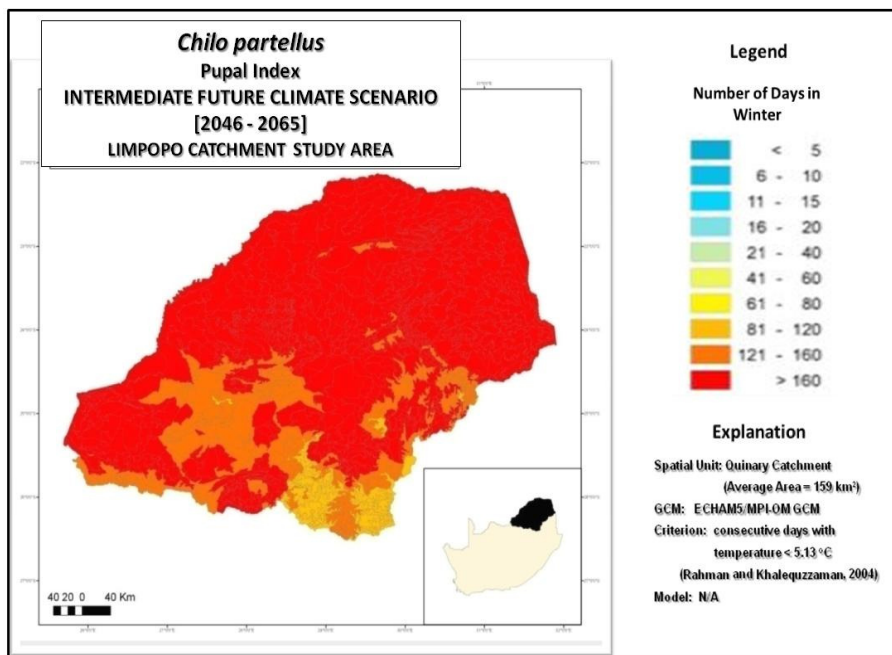 Chilo partellus
Pupal Index
INTERMEDIATE FUTURE CLIMATE SCENARIO
[2046 - 2065]
LIMPOPO CATCHMENT STUDY AREA
40 20 0 40 Km
Legend
Number of Days in
Winter
< 5
6 - 10
11 - 15
16 - 20
21 - 40
41 - 60
61 - 80
81 - 120
121 - 160
> 160
Explanation
Spatial Unit: Quinary Catchment
(Average Area = 159 km²)
GCM: ECHAM5/MPI-OM GCM
Criterion: consecutive days with
temperature < 5.13 °C
(Rahman and Khalequzzaman, 2004)
Model: N/A